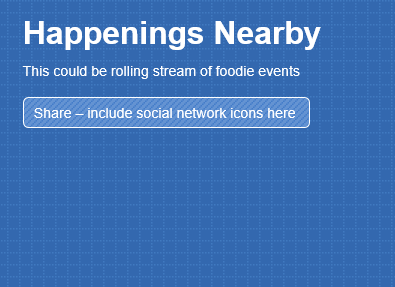 Happenings Nearby
This could be rolling stream of foodie events
Share – include social network icons here